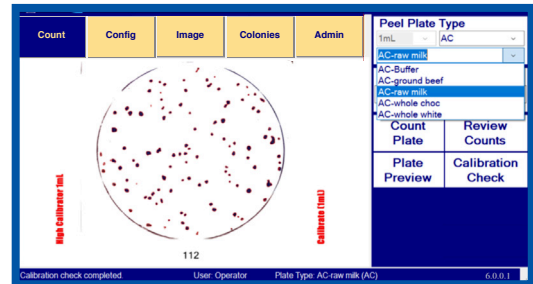 Count
Config
Image
Colonies
Admin
Peel Plate Type
1mL
AC
AC-raw milk
AC-Buffer
AC-ground beef
AC-raw milk
AC-whole choc
AC-whole white
Count Plate
Review Counts
Plate Preview
Calibration Check
High Calibrator 1mL
Calibrate (1mL)
112
Calibration check completed.
User: Operator
Plate Type: AC-raw milk (AC)
6.0.0.1